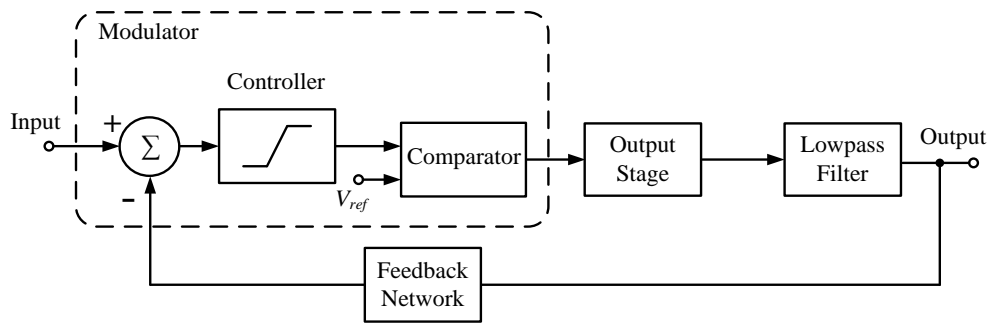 Modulator
Controller
Input
+
Σ
-
V_ref
Comparator
Output
Stage
Lowpass
Filter
Output
Feedback
Network